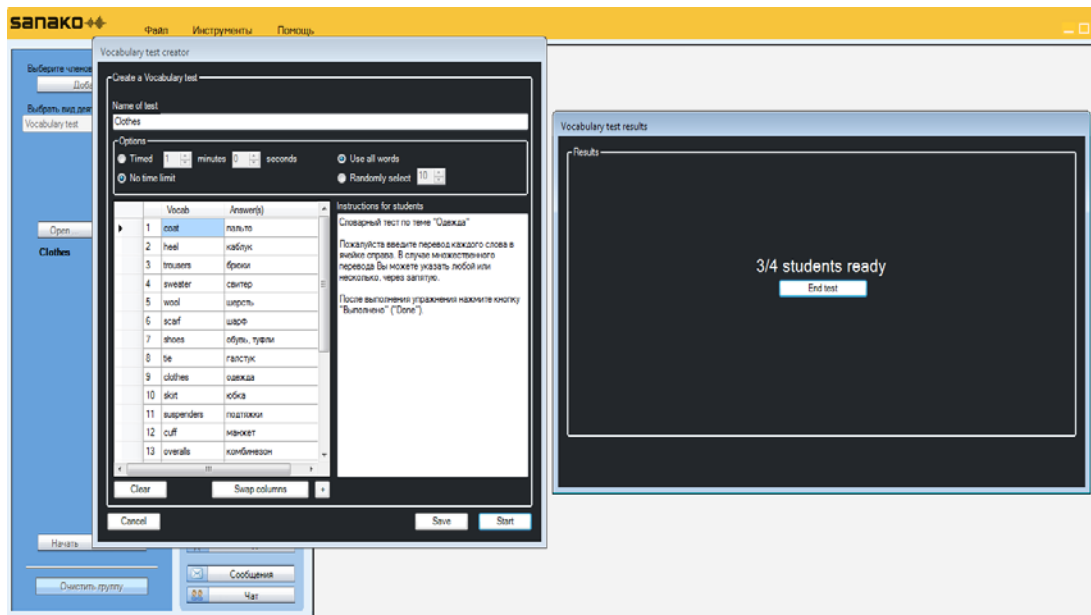 sanako
Файл Инструменты Помощь
Выберите членов
Доба
Выбрать вид дея
Vocabulary test
Open...
Clothes
Начать
Очистить группу
Сообщения
Чат
Vocabulary test creator
Create a Vocabulary test
Name of test
Clothes
Options
Timed 1 minutes 0 seconds
No time limit
Use all words
Randomly select 10
Vocab Answer(s)
1 coat пальто
2 heel каблук
3 trousers брюки
4 sweater свитер
5 wool шерсть
6 scarf шарф
7 shoes обувь, туфли
8 tie галстук
9 clothes одежда
10 skirt юбка
11 suspenders подтяжки
12 cuff манжет
13 overalls комбинезон
Instructions for students
Словарный тест по теме "Одежда"
Пожалуйста введите перевод каждого слова в
ячейке справа. В случае множественного
перевода Вы можете указать любой или
несколько, через запятую.
После выполнения упражнения нажмите кнопку
"Выполнено" ("Done").
Clear Swap columns +
Cancel Save Start
Vocabulary test results
Results
3/4 students ready
End test